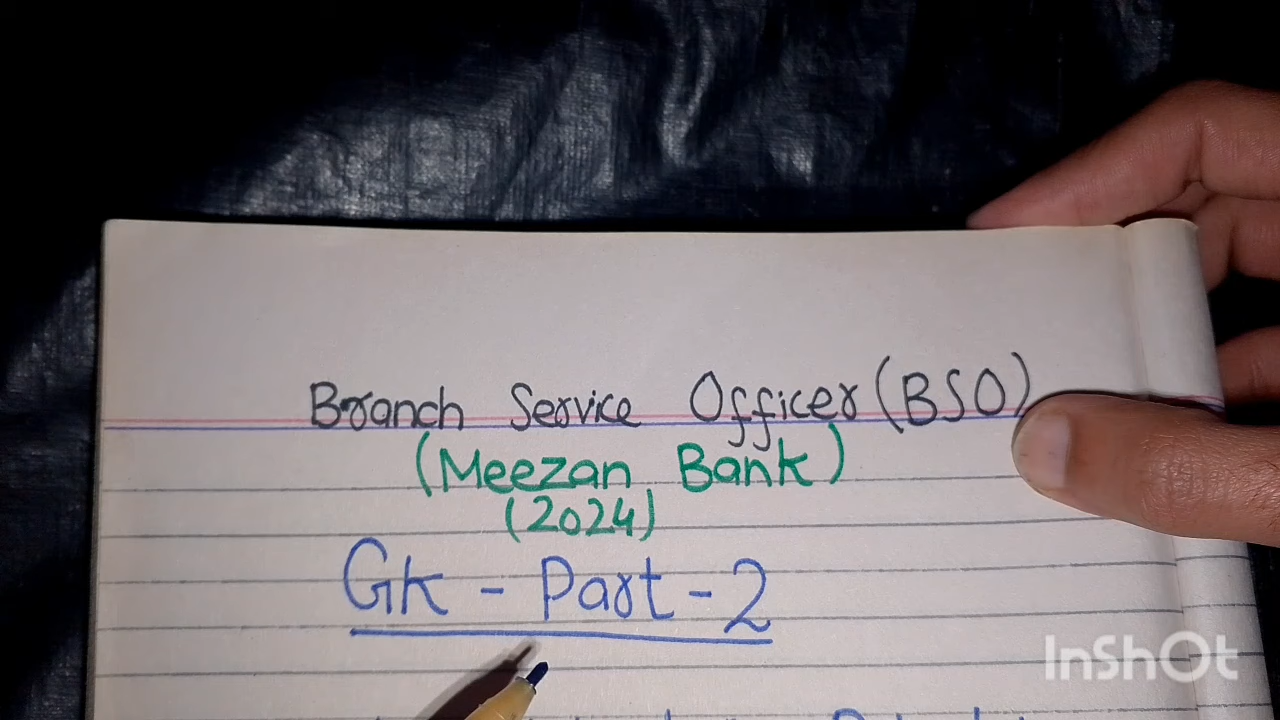 Branch Service Officer (BSO)
(Meezan Bank)
(2024)
GK - Part - 2
InShOt